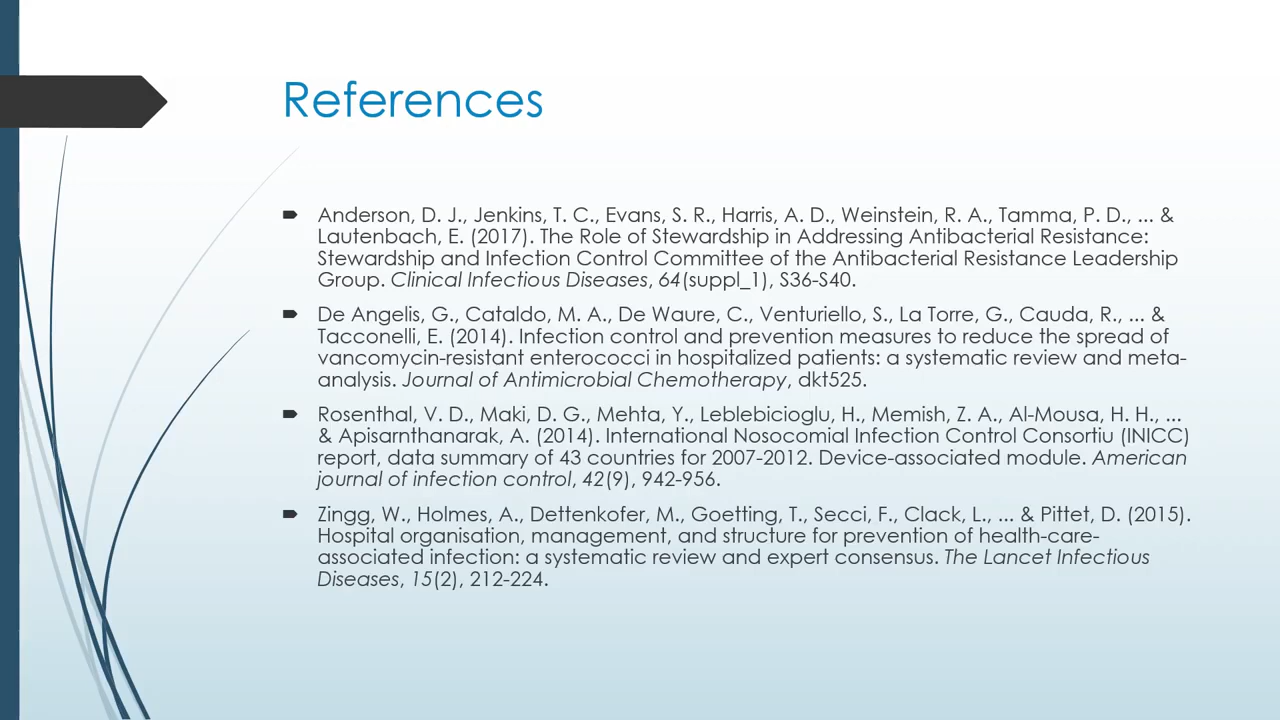 References
Anderson, D. J., Jenkins, T. C., Evans, S. R., Harris, A. D., Weinstein, R. A., Tamma, P. D., ... &
Lautenbach, E. (2017). The Role of Stewardship in Addressing Antibacterial Resistance:
Stewardship and Infection Control Committee of the Antibacterial Resistance Leadership
Group. Clinical Infectious Diseases, 64(suppl_1), S36-S40.
De Angelis, G., Cataldo, M. A., De Waure, C., Venturiello, S., La Torre, G., Cauda, R., ... &
Tacconelli, E. (2014). Infection control and prevention measures to reduce the spread of
vancomycin-resistant enterococci in hospitalized patients: a systematic review and meta-
analysis. Journal of Antimicrobial Chemotherapy, dkt525.
Rosenthal, V. D., Maki, D. G., Mehta, Y., Leblebicioglu, H., Memish, Z. A., Al-Mousa, H. H., ...
& Apisarnthanarak, A. (2014). International Nosocomial Infection Control Consortiu (INICC)
report, data summary of 43 countries for 2007-2012. Device-associated module. American
journal of infection control, 42(9), 942-956.
Zingg, W., Holmes, A., Dettenkofer, M., Goetting, T., Secci, F., Clack, L., ... & Pittet, D. (2015).
Hospital organisation, management, and structure for prevention of health-care-
associated infection: a systematic review and expert consensus. The Lancet Infectious
Diseases, 15(2), 212-224.